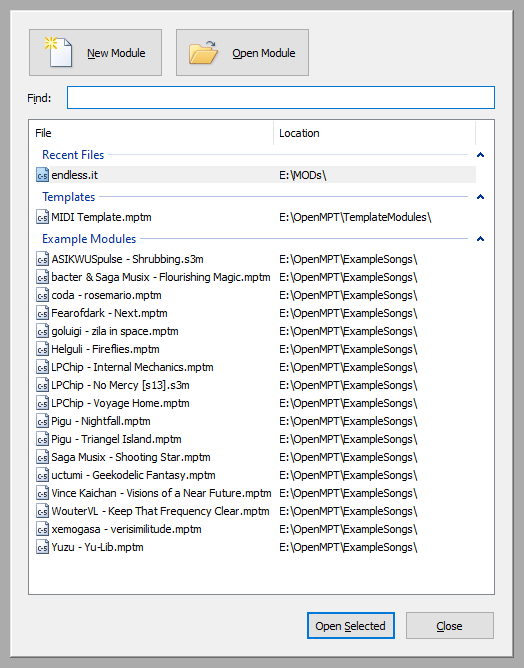 New Module Open Module
Find:
File Location
Recent Files
c-s endless.it E:\MODs\
Templates
c-s MIDI Template.mptm E:\OpenMPT\TemplateModules\
Example Modules
c-s ASIKWUSpulse - Shrubbing.s3m E:\OpenMPT\ExampleSongs\
c-s bacter & Saga Musix - Flourishing Magic.mptm E:\OpenMPT\ExampleSongs\
c-s coda - rosemario.mptm E:\OpenMPT\ExampleSongs\
c-s Fearofdark - Next.mptm E:\OpenMPT\ExampleSongs\
c-s goluigi - zila in space.mptm E:\OpenMPT\ExampleSongs\
c-s Helguli - Fireflies.mptm E:\OpenMPT\ExampleSongs\
c-s LPChip - Internal Mechanics.mptm E:\OpenMPT\ExampleSongs\
c-s LPChip - No Mercy [s13].s3m E:\OpenMPT\ExampleSongs\
c-s LPChip - Voyage Home.mptm E:\OpenMPT\ExampleSongs\
c-s Pigu - Nightfall.mptm E:\OpenMPT\ExampleSongs\
c-s Pigu - Triangel Island.mptm E:\OpenMPT\ExampleSongs\
c-s Saga Musix - Shooting Star.mptm E:\OpenMPT\ExampleSongs\
c-s uctumi - Geekodelic Fantasy.mptm E:\OpenMPT\ExampleSongs\
c-s Vince Kaichan - Visions of a Near Future.mptm E:\OpenMPT\ExampleSongs\
c-s WouterVL - Keep That Frequency Clear.mptm E:\OpenMPT\ExampleSongs\
c-s xemogasa - verisimilitude.mptm E:\OpenMPT\ExampleSongs\
c-s Yuzu - Yu-Lib.mptm E:\OpenMPT\ExampleSongs\
Open Selected Close